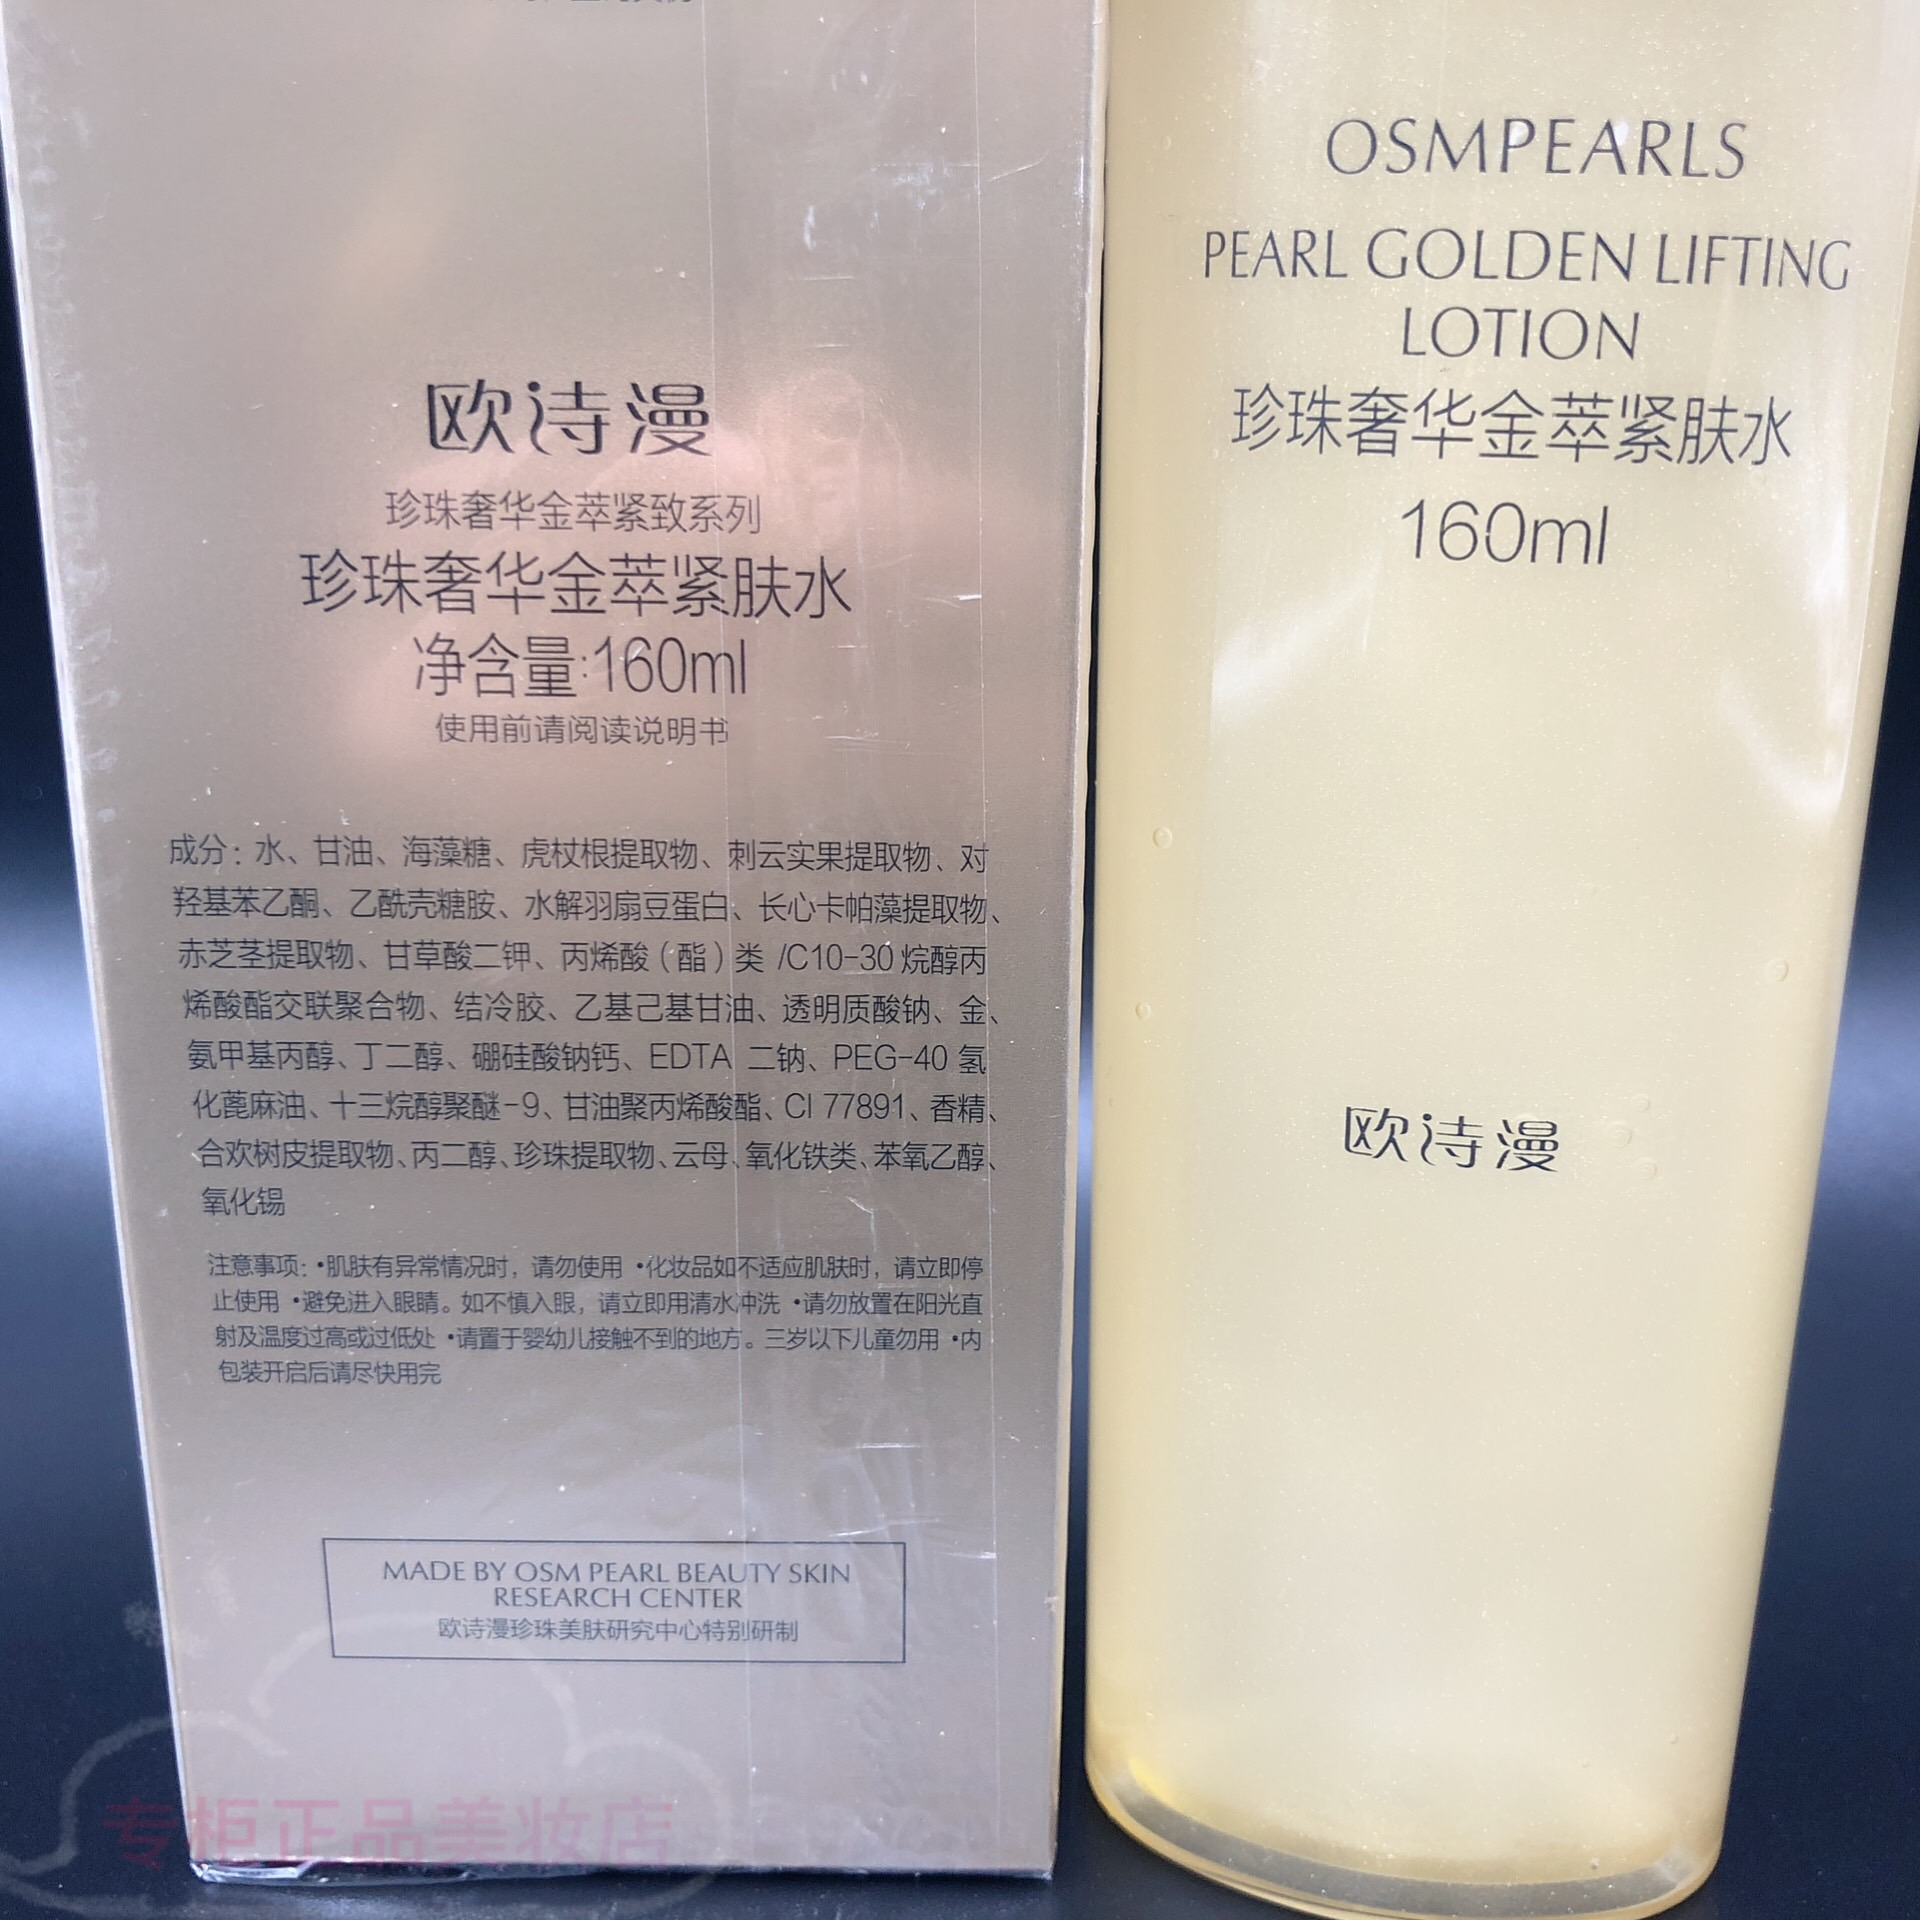 欧诗漫
珍珠奢华金萃紧致系列
珍珠奢华金萃紧肤水
净含量:160ml
使用前请阅读说明书
成分：水、甘油、海藻糖、虎杖根提取物、刺云实果提取物、对
羟基苯乙酮、乙酰壳糖胺、水解羽扇豆蛋白、长心卡帕藻提取物、
赤芝茎提取物、甘草酸二钾、丙烯酸（酯）类 /C10-30 烷醇丙
烯酸酯交联聚合物、结冷胶、乙基己基甘油、透明质酸钠、金、
氨甲基丙醇、丁二醇、硼硅酸钠钙、EDTA 二钠、PEG-40 氢
化蓖麻油、十三烷醇聚醚-9、甘油聚丙烯酸酯、CI 77891、香精、
合欢树皮提取物、丙二醇、珍珠提取物、云母、氧化铁类、苯氧乙醇、
氧化锡
注意事项：•肌肤有异常情况时，请勿使用 •化妆品如不适应肌肤时，请立即停
止使用 •避免进入眼睛。如不慎入眼，请立即用清水冲洗 •请勿放置在阳光直
射及温度过高或过低处 •请置于婴幼儿接触不到的地方。三岁以下儿童勿用 •内
包装开启后请尽快用完
MADE BY OSM PEARL BEAUTY SKIN
RESEARCH CENTER
欧诗漫珍珠美肤研究中心特别研制
专柜正品美妆店
OSMPEARLS
PEARL GOLDEN LIFTING
LOTION
珍珠奢华金萃紧肤水
160ml
欧诗漫